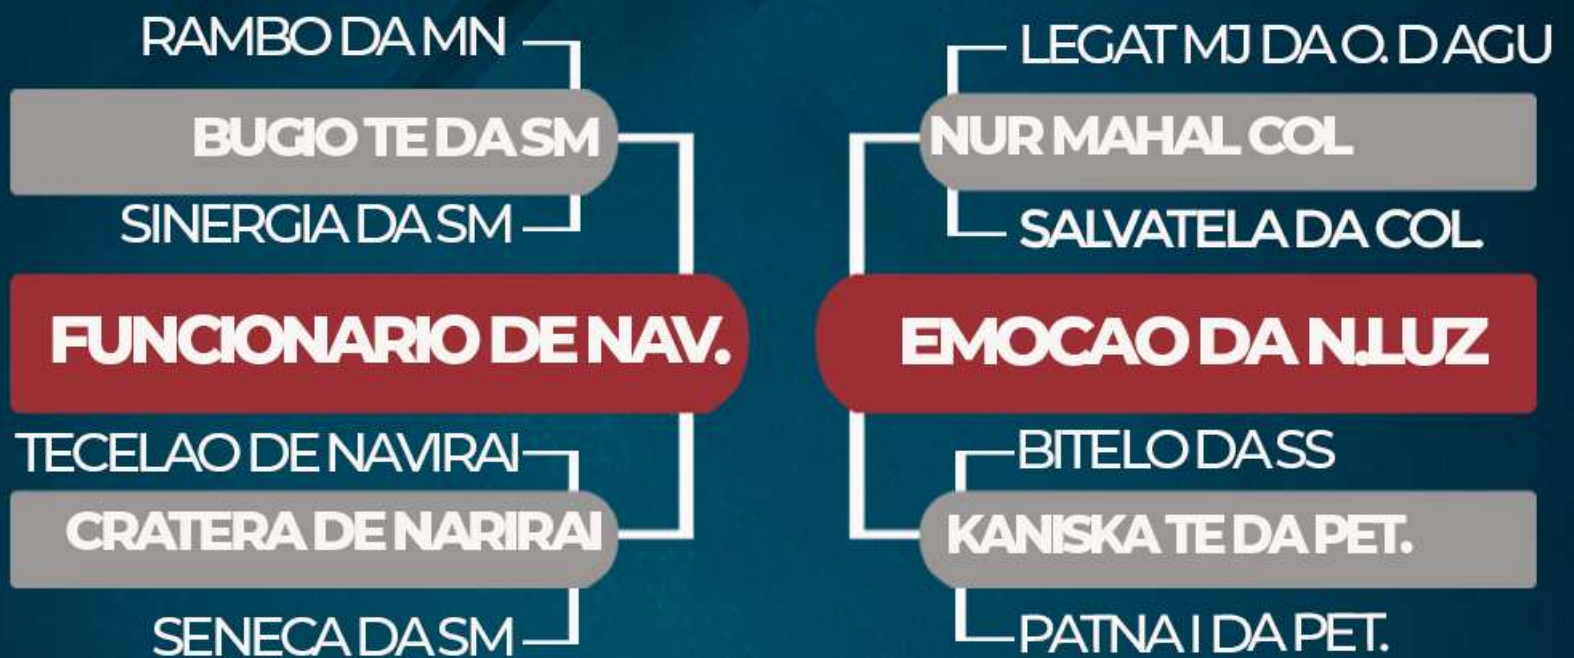 RAMBO DA MN
BUGIO TE DA SM
SINERGIA DA SM
FUNCIONARIO DE NAV.
TECELAO DE NAVIRAI
CRATERA DE NARIRAI
SENECA DA SM
LEGAT MJ DA O. D AGU
NUR MAHAL COL
SALVATELA DA COL.
EMOCAO DA N.LUZ
BITELO DA SS
KANISKA TE DA PET.
PATNA I DA PET.